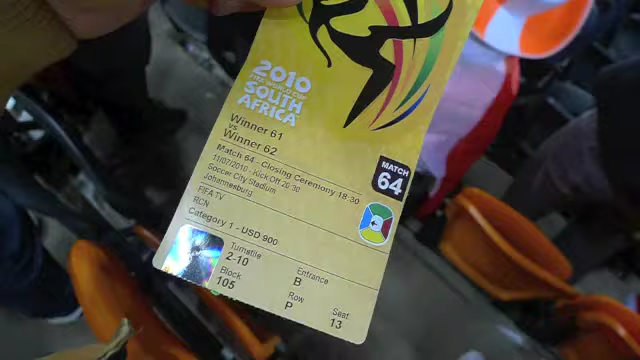 2010
FIFA WORLD CUP
SOUTH
AFRICA
Winner 61
vs
Winner 62
Match 64 - Closing Ceremony 18:30
11/07/2010 - Kick Off 20:30
Soccer City Stadium
Johannesburg
MATCH
64
FIFA TV
RCN
Category 1 - USD 900
Turnstile
2-10
Entrance
B
Block
105
Row
P
Seat
13